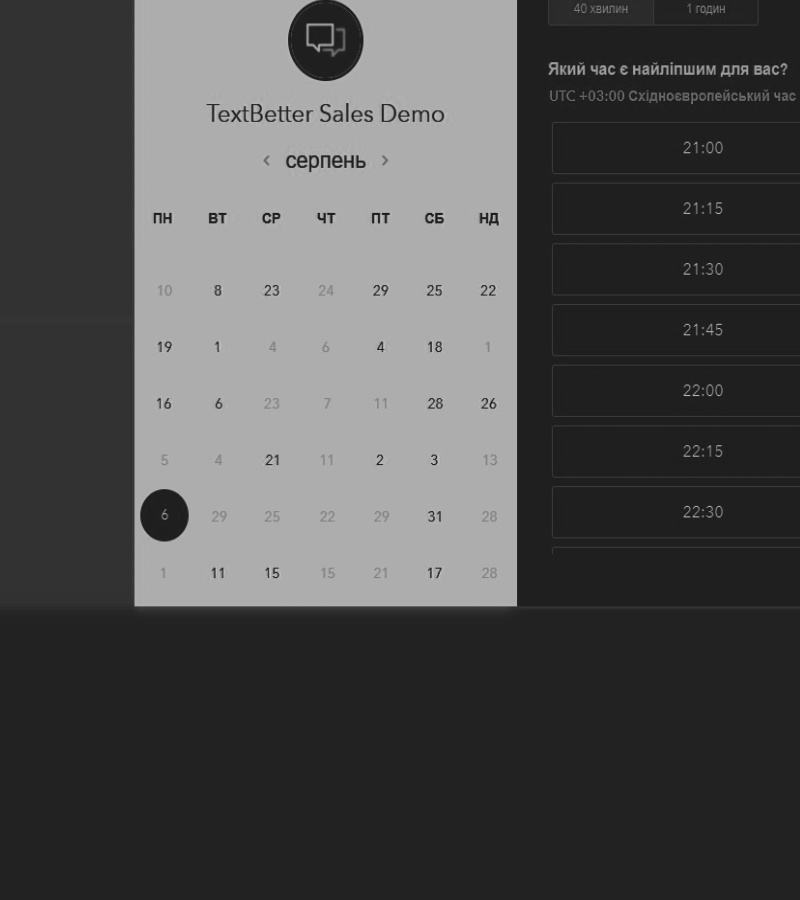 40 хвилин 1 годин
TextBetter Sales Demo
серпень
ПН ВТ СР ЧТ ПТ СБ НД
10 8 23 24 29 25 22
19 1 4 6 4 18 1
16 6 23 7 11 28 26
5 4 21 11 2 3 13
6 29 25 22 29 31 28
1 11 15 15 21 17 28
Який час є найліпшим для вас?
UTC +03:00 Східноєвропейський час
21:00
21:15
21:30
21:45
22:00
22:15
22:30